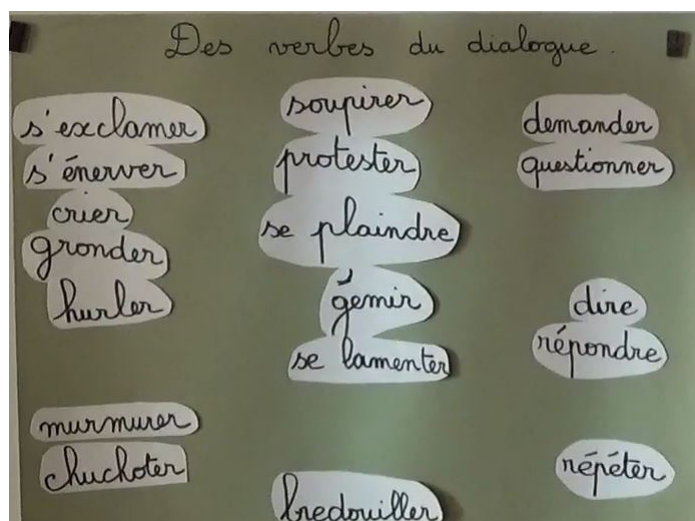 Des verbes du dialogue.
s'exclamer
s'énerver
crier
gronder
hurler
murmurer
chuchoter
soupirer
protester
se plaindre
gémir
se lamenter
bredouiller
demander
questionner
dire
répondre
répéter